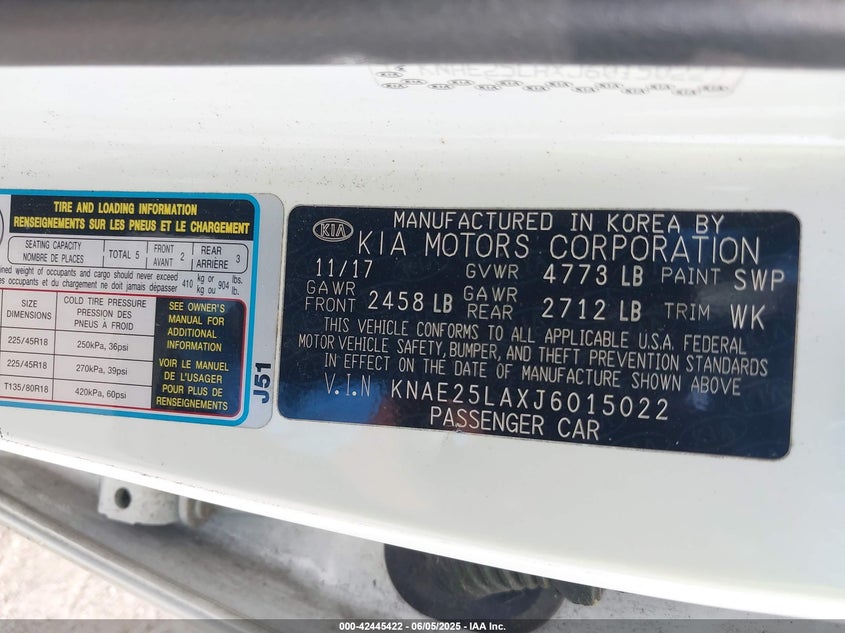 KNAE25LAXJ6015022
TIRE AND LOADING INFORMATION
RENSEIGNEMENTS SUR LES PNEUS ET LE CHARGEMENT
SEATING CAPACITY
NOMBRE DE PLACES
TOTAL 5
FRONT
AVANT 2
REAR
ARRIÈRE 3
weight of occupants and cargo should never exceed
es occupants et du chargement ne doit jamais dépasser
410 kg or kg ou 904 lbs. lb.
SIZE
DIMENSIONS
COLD TIRE PRESSURE
PRESSION DES
PNEUS A FROID
225/45R18 250kPa, 36psi
225/45R18 270kPa, 39psi
T135/80R18 420kPa, 60psi
SEE OWNER'S
MANUAL FOR
ADDITIONAL
INFORMATION
VOIR LE MANUEL
DE L'USAGER
POUR PLUS DE
RENSEIGNEMENTS
J51
KIA
MANUFACTURED IN KOREA BY
KIA MOTORS CORPORATION
11/17 GVWR 4773 LB PAINT SWP
GAWR FRONT 2458 LB GAWR REAR 2712 LB TRIM WK
THIS VEHICLE CONFORMS TO ALL APPLICABLE U.S.A. FEDERAL
MOTOR VEHICLE SAFETY, BUMPER, AND THEFT PREVENTION STANDARDS
IN EFFECT ON THE DATE OF MANUFACTURE SHOWN ABOVE
V.I.N KNAE25LAXJ6015022
PASSENGER CAR
000-42445422 - 06/05/2025 - © IAA, Inc.